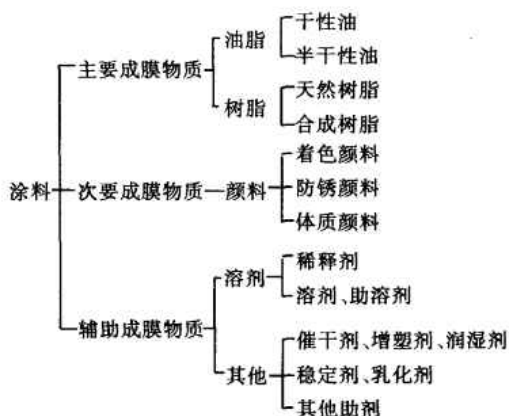 干性油
油脂
半干性油
主要成膜物质
天然树脂
树脂
合成树脂
着色颜料
涂料 次要成膜物质 颜料 防锈颜料
体质颜料
稀释剂
溶剂
溶剂、助溶剂
辅助成膜物质
催干剂、增塑剂、润湿剂
其他 稳定剂、乳化剂
其他助剂